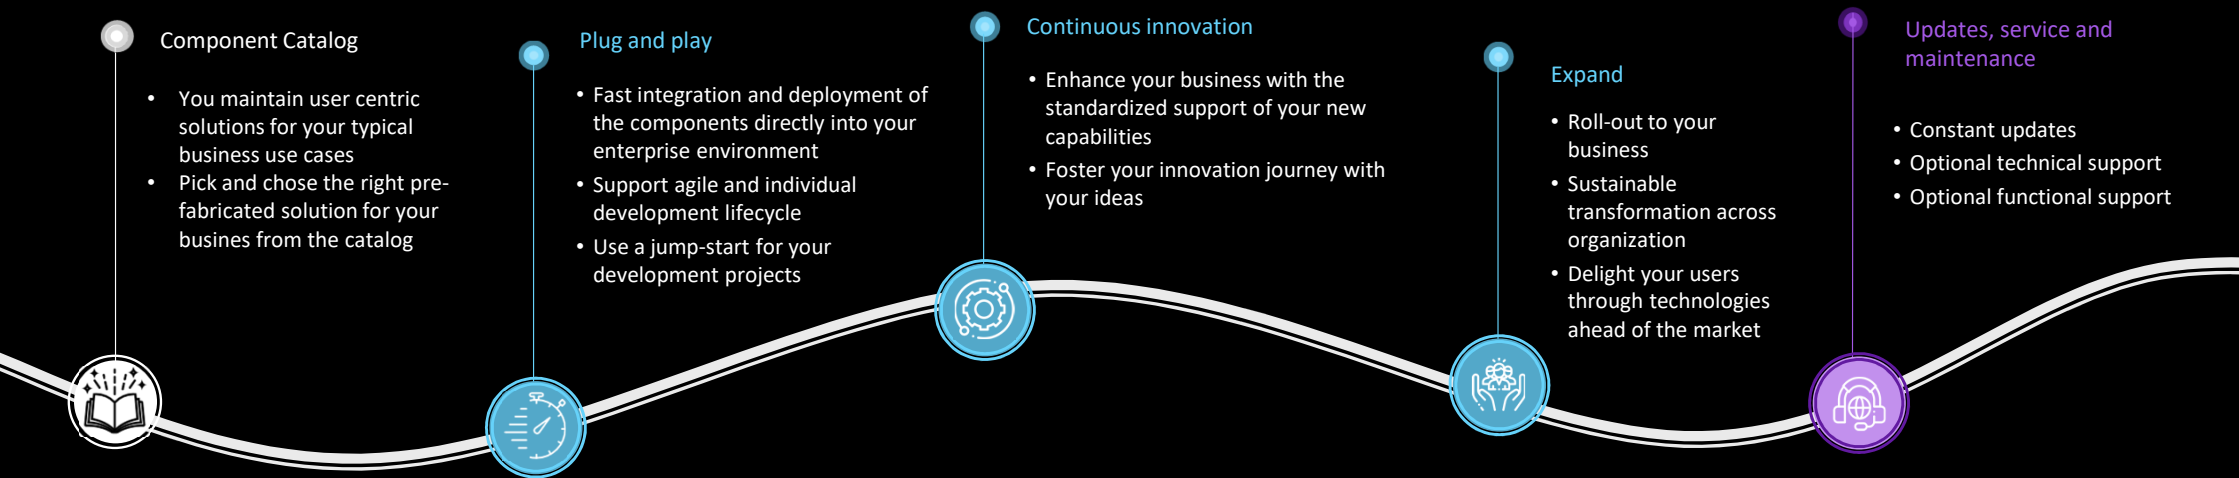 Component Catalog
• You maintain user centric
solutions for your typical
business use cases
• Pick and chose the right pre-
fabricated solution for your
busines from the catalog
Plug and play
• Fast integration and deployment of
the components directly into your
enterprise environment
• Support agile and individual
development lifecycle
• Use a jump-start for your
development projects
Continuous innovation
• Enhance your business with the
standardized support of your new
capabilities
• Foster your innovation journey with
your ideas
Expand
• Roll-out to your
business
• Sustainable
transformation across
organization
• Delight your users
through technologies
ahead of the market
Updates, service and
maintenance
• Constant updates
• Optional technical support
• Optional functional support